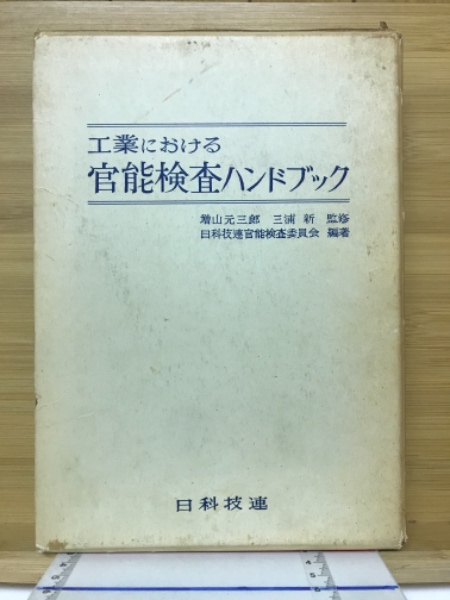 工業における
官能検査ハンドブック
増山元三郎 三浦新 監修
日科技連官能検査委員会 編著
日科技連